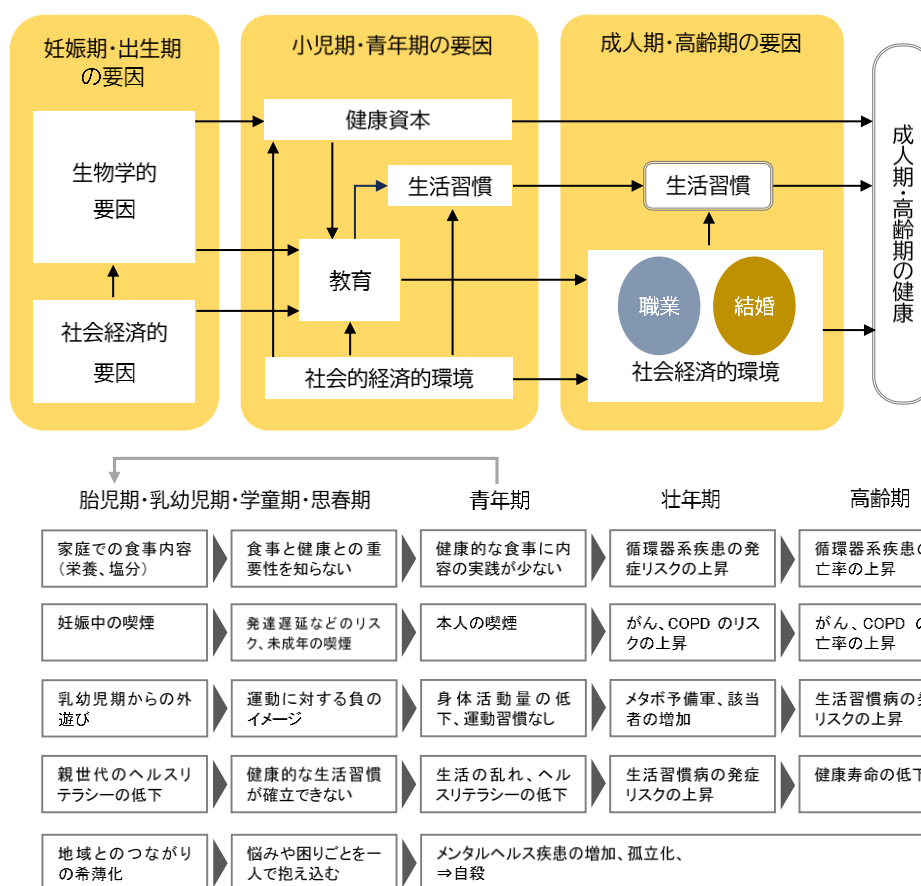 妊娠期・出生期
の要因
小児期・青年期の要因
成人期・高齢期の要因
生物学的
要因
社会経済的
要因
健康資本
生活習慣
教育
社会的経済的環境
生活習慣
職業
結婚
社会経済的環境
成人期・高齢期の健康
胎児期・乳幼児期・学童期・思春期
青年期
壮年期
高齢期
家庭での食事内容
（栄養、塩分）
食事と健康との重
要性を知らない
健康的な食事に内
容の実践が少ない
循環器系疾患の発
症リスクの上昇
循環器系疾患の
亡率の上昇
妊娠中の喫煙
発達遅延などのリス
ク、未成年の喫煙
本人の喫煙
がん、COPD のリス
クの上昇
がん、COPD の
亡率の上昇
乳幼児期からの外
遊び
運動に対する負の
イメージ
身体活動量の低
下、運動習慣なし
メタボ予備軍、該当
者の増加
生活習慣病の
リスクの上昇
親世代のヘルスリ
テラシーの低下
健康的な生活習慣
が確立できない
生活の乱れ、ヘル
スリテラシーの低下
生活習慣病の発症
リスクの上昇
健康寿命の低下
地域とのつながり
の希薄化
悩みや困りごとを一
人で抱え込む
メンタルヘルス疾患の増加、孤立化、
⇒自殺